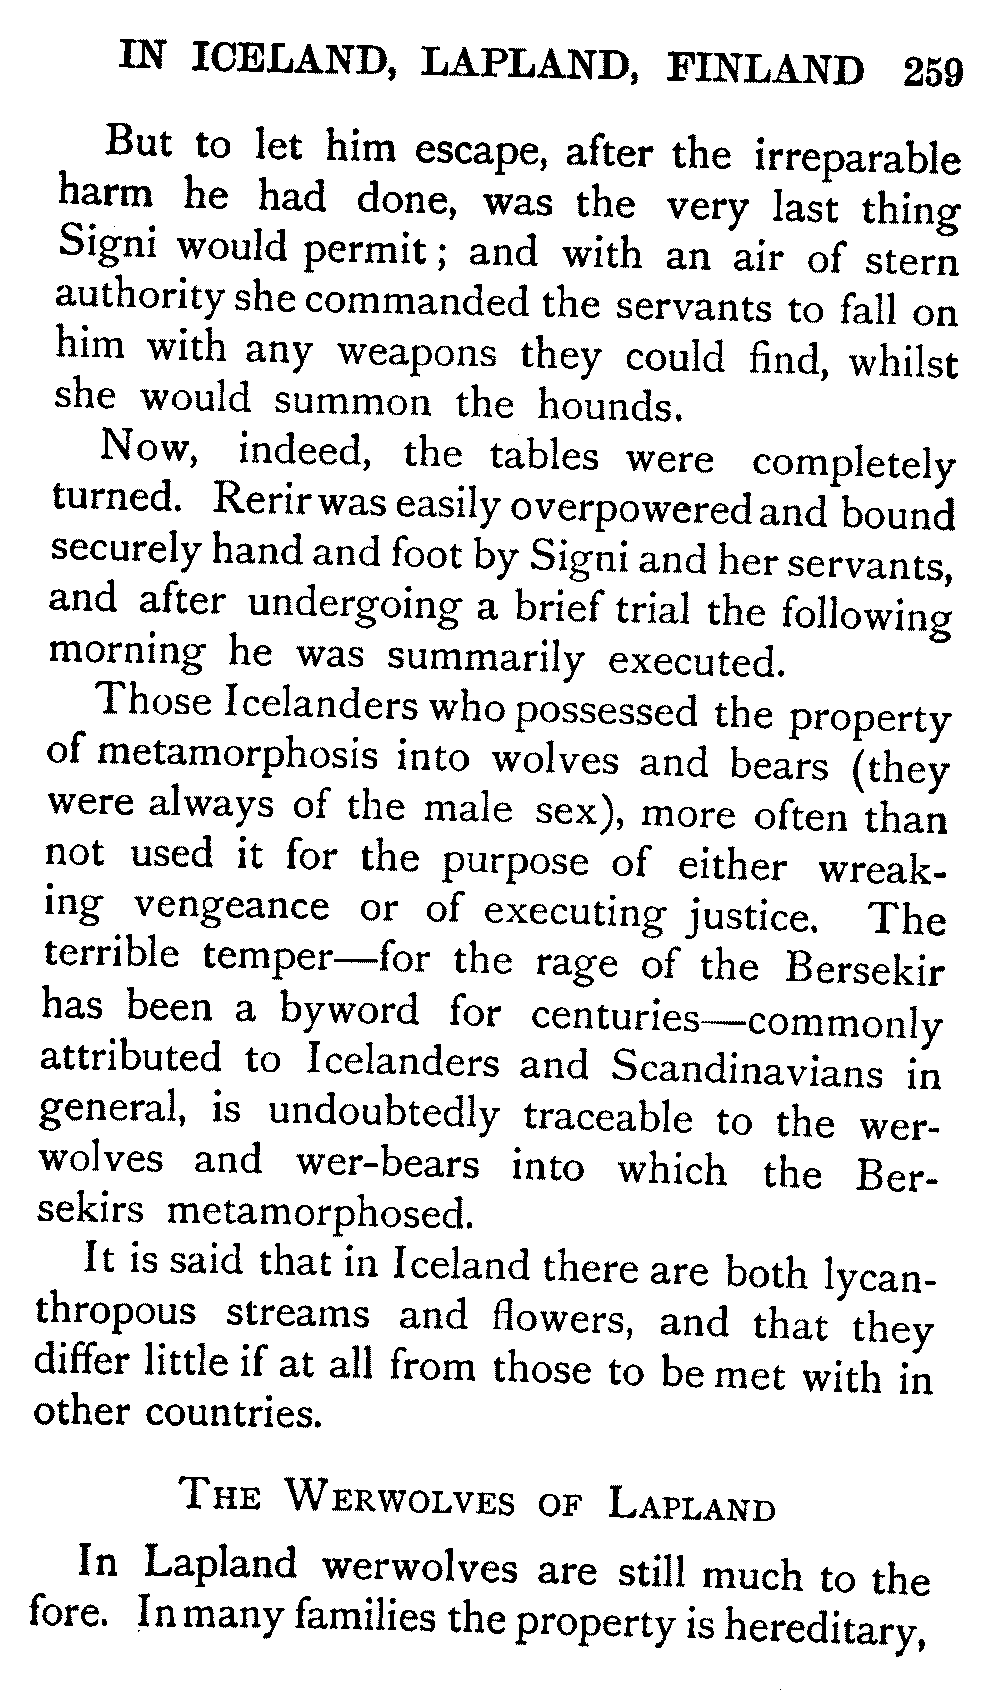 IN ICELAND, LAPLAND, FINLAND 259
But to let him escape, after the irreparable
harm he had done, was the very last thing
Signi would permit; and with an air of stern
authority she commanded the servants to fall on
him with any weapons they could find, whilst
she would summon the hounds.
Now, indeed, the tables were completely
turned. Rerir was easily overpowered and bound
securely hand and foot by Signi and her servants,
and after undergoing a brief trial the following
morning he was summarily executed.
Those Icelanders who possessed the property
of metamorphosis into wolves and bears (they
were always of the male sex), more often than
not used it for the purpose of either wreak-
ing vengeance or of executing justice. The
terrible temper—for the rage of the Bersekir
has been a byword for centuries—commonly
attributed to Icelanders and Scandinavians in
general, is undoubtedly traceable to the wer-
wolves and wer-bears into which the Ber-
sekirs metamorphosed.
It is said that in Iceland there are both lycan-
thropous streams and flowers, and that they
differ little if at all from those to be met with in
other countries.
THE WERWOLVES OF LAPLAND
In Lapland werwolves are still much to the
fore. In many families the property is hereditary,